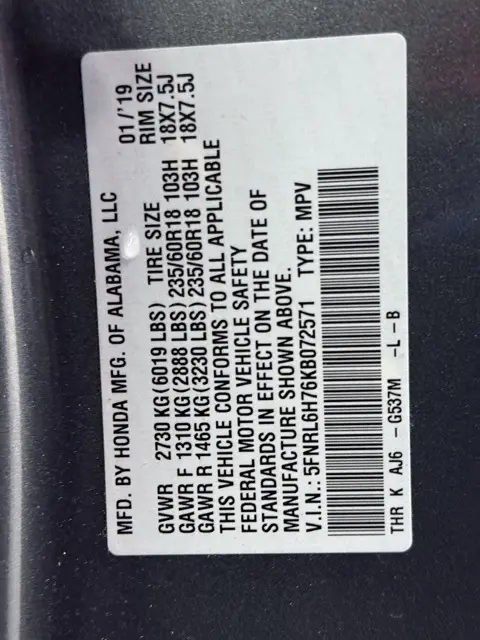 MFD. BY HONDA MFG. OF ALABAMA, LLC 01/'19
GVWR 2730 KG (6019 LBS) TIRE SIZE RIM SIZE
GAWR F 1310 KG (2888 LBS) 235/60R18 103H 18X7.5J
GAWR R 1465 KG (3230 LBS) 235/60R18 103H 18X7.5J
THIS VEHICLE CONFORMS TO ALL APPLICABLE
FEDERAL MOTOR VEHICLE SAFETY
STANDARDS IN EFFECT ON THE DATE OF
MANUFACTURE SHOWN ABOVE.
V.I.N.: 5FNRL6H76KB072571 TYPE: MPV
THR K AJ6 -G537M -L-B